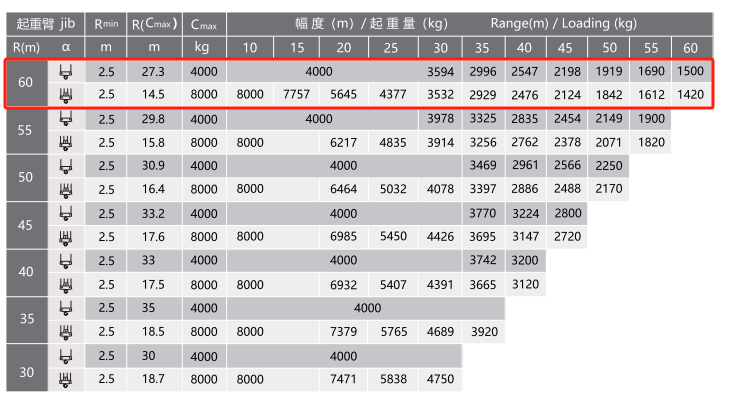 起重臂 jib Rmin R(Cmax) Cmax 幅 度 (m) / 起 重 量 (kg) Range(m) / Loading (kg)
R(m) α m m kg 10 15 20 25 30 35 40 45 50 55 60
60 2.5 27.3 4000 4000 3594 2996 2547 2198 1919 1690 1500
2.5 14.5 8000 8000 7757 5645 4377 3532 2929 2476 2124 1842 1612 1420
55 2.5 29.8 4000 4000 3978 3325 2835 2454 2149 1900
2.5 15.8 8000 8000 6217 4835 3914 3256 2762 2378 2071 1820
50 2.5 30.9 4000 4000 3469 2961 2566 2250
2.5 16.4 8000 8000 6464 5032 4078 3397 2886 2488 2170
45 2.5 33.2 4000 4000 3770 3224 2800
2.5 17.6 8000 8000 6985 5450 4426 3695 3147 2720
40 2.5 33 4000 4000 3742 3200
2.5 17.5 8000 8000 6932 5407 4391 3665 3120
35 2.5 35 4000 4000
2.5 18.5 8000 8000 7379 5765 4689 3920
30 2.5 30 4000 4000
2.5 18.7 8000 8000 7471 5838 4750